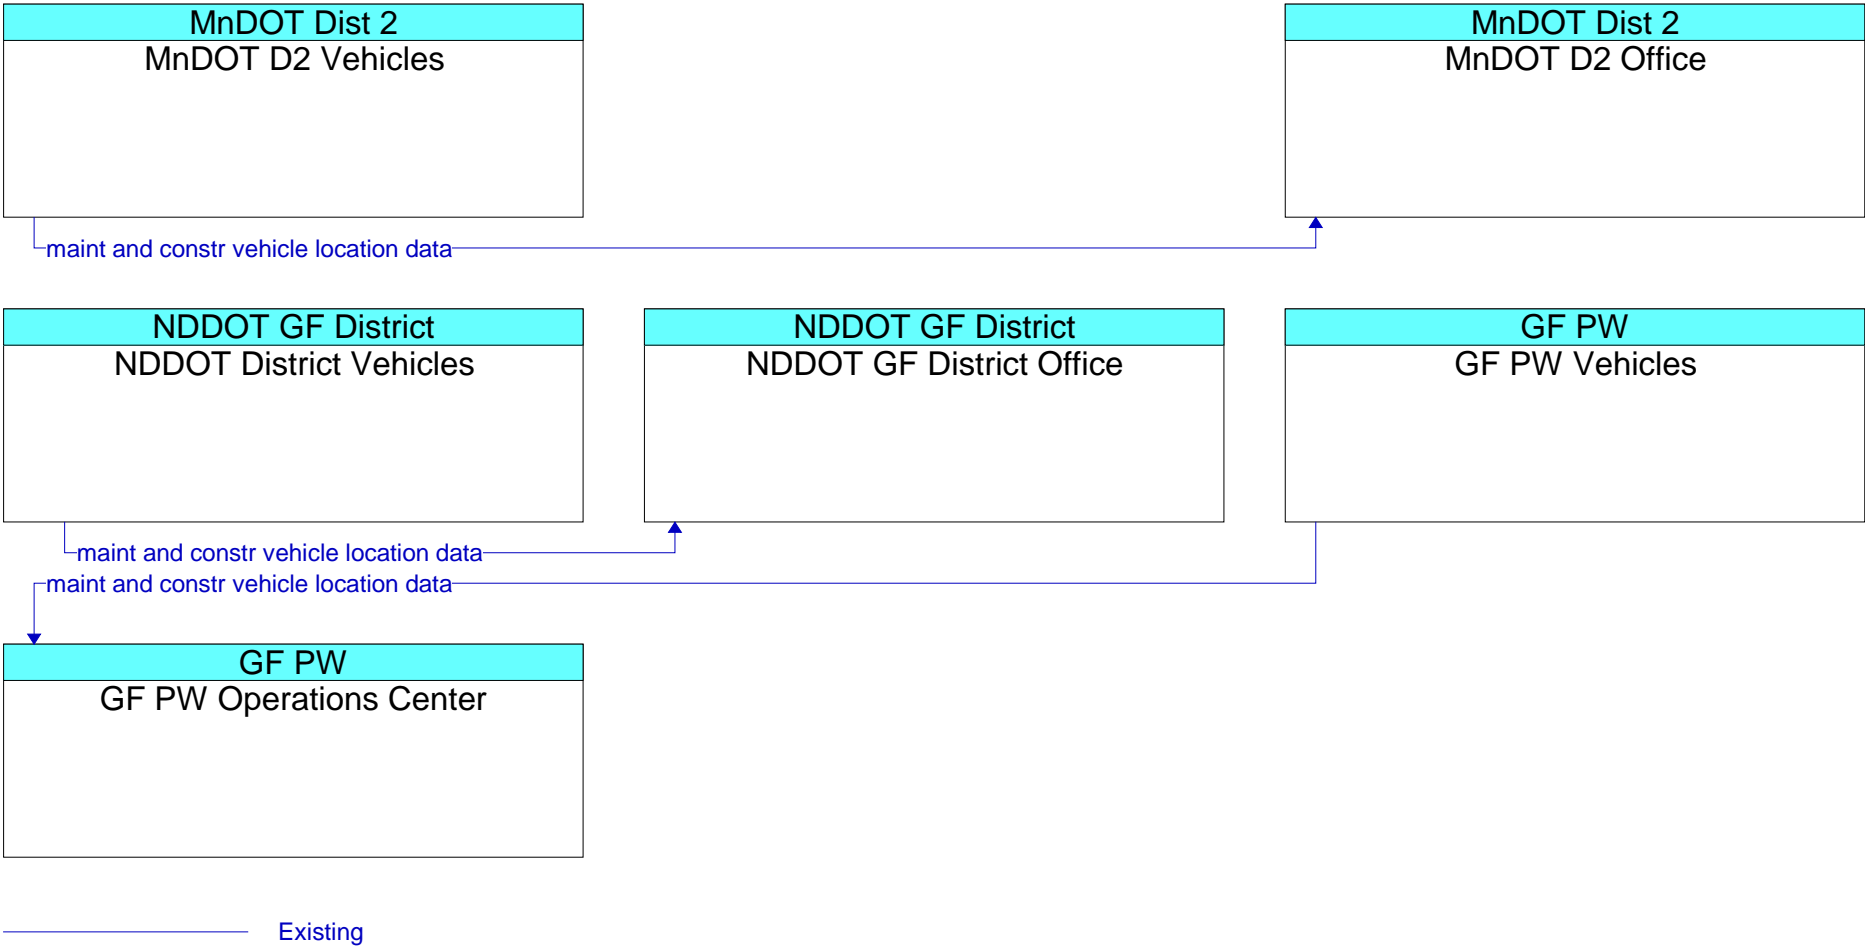 MnDOT Dist 2
MnDOT D2 Vehicles
MnDOT Dist 2
MnDOT D2 Office
maint and constr vehicle location data
NDDOT GF District
NDDOT District Vehicles
NDDOT GF District
NDDOT GF District Office
GF PW
GF PW Vehicles
maint and constr vehicle location data
maint and constr vehicle location data
GF PW
GF PW Operations Center
Existing